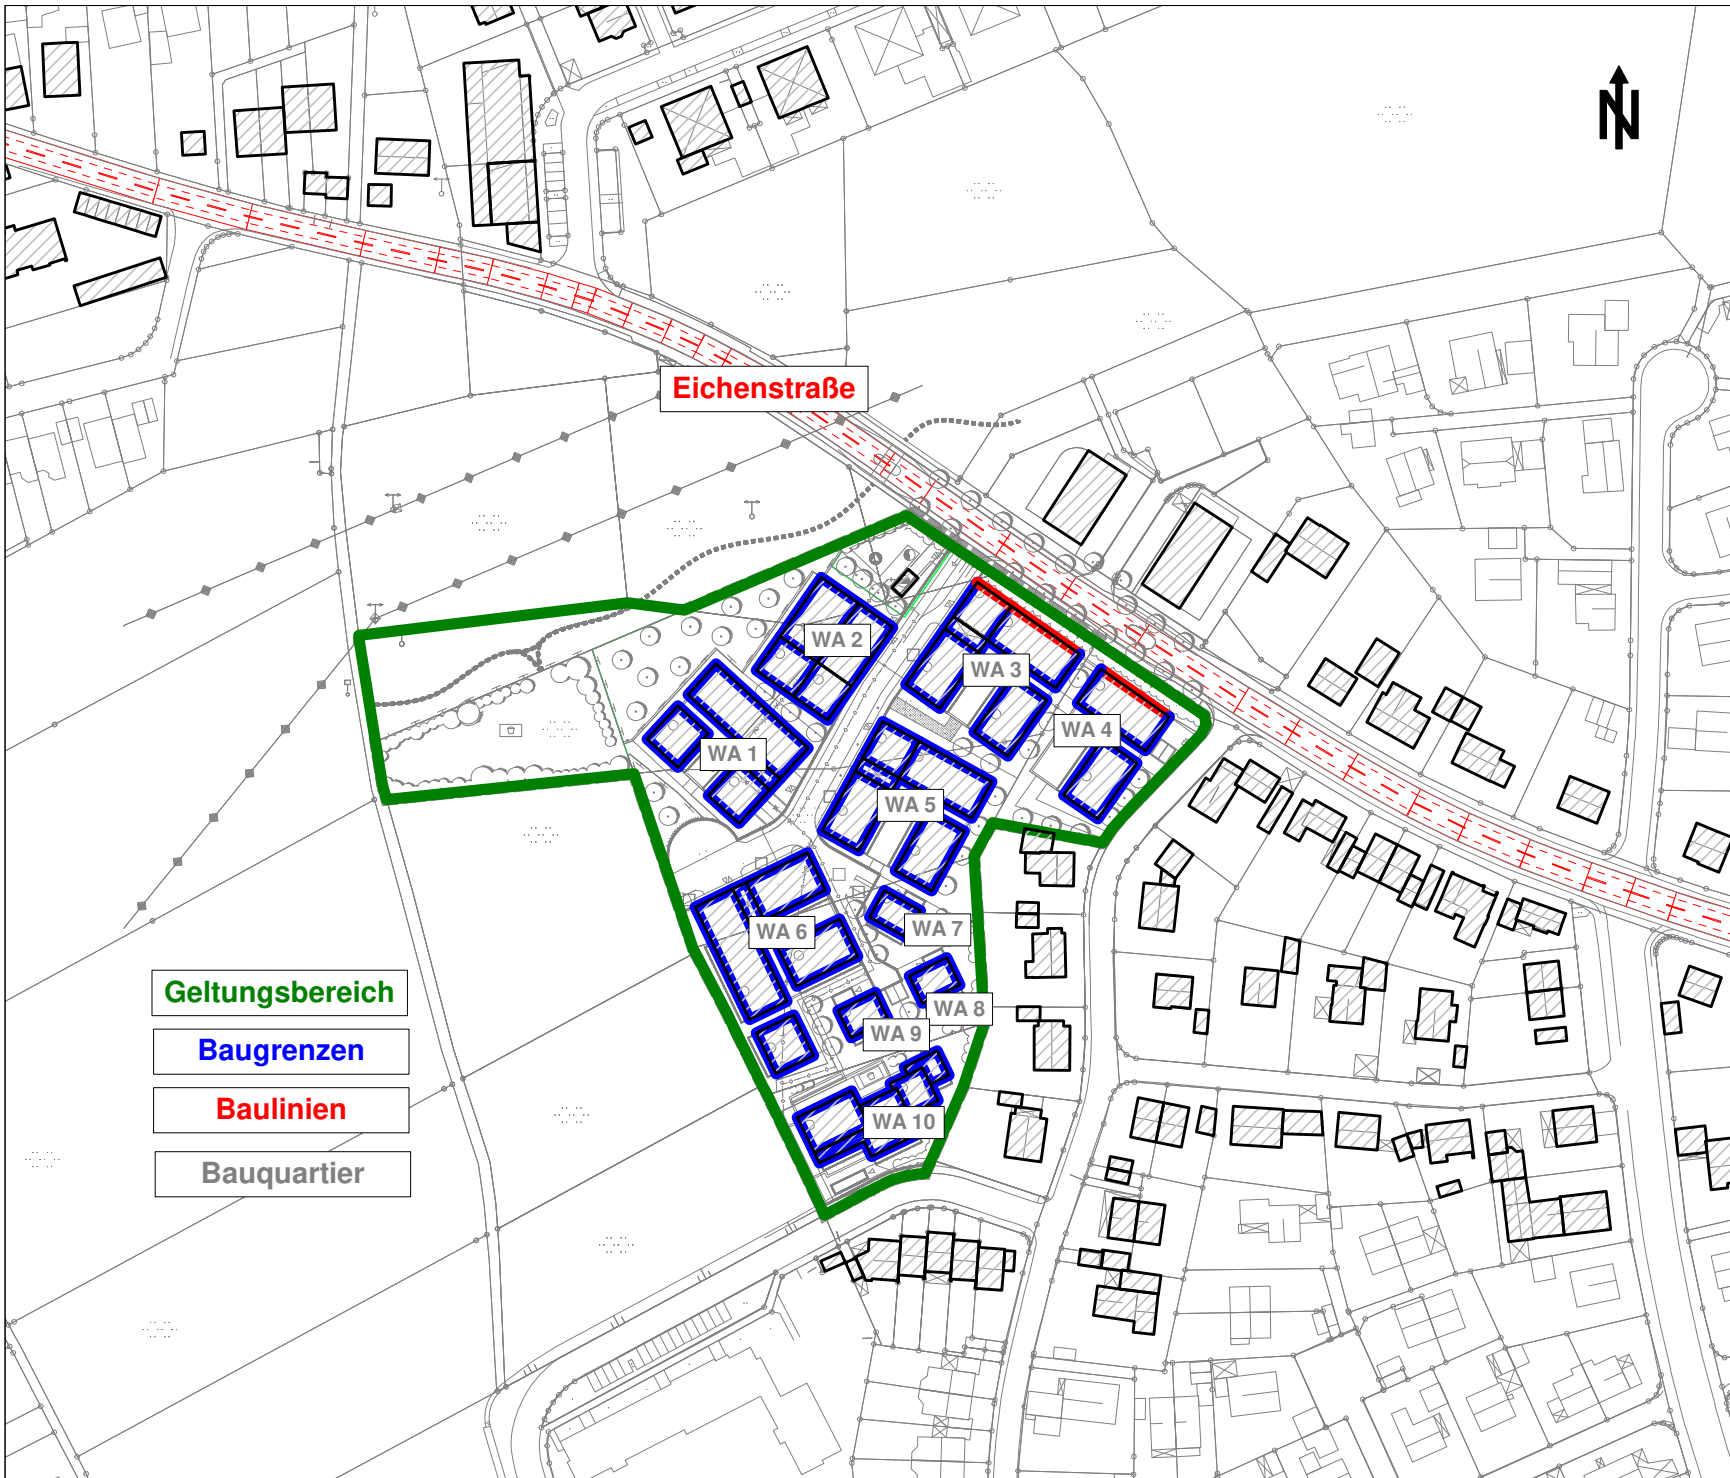 N
Eichenstraße
WA 2
WA 3
WA 4
WA 1
WA 5
WA 6
WA 7
WA 8
WA 9
WA 10
Geltungsbereich
Baugrenzen
Baulinien
Bauquartier